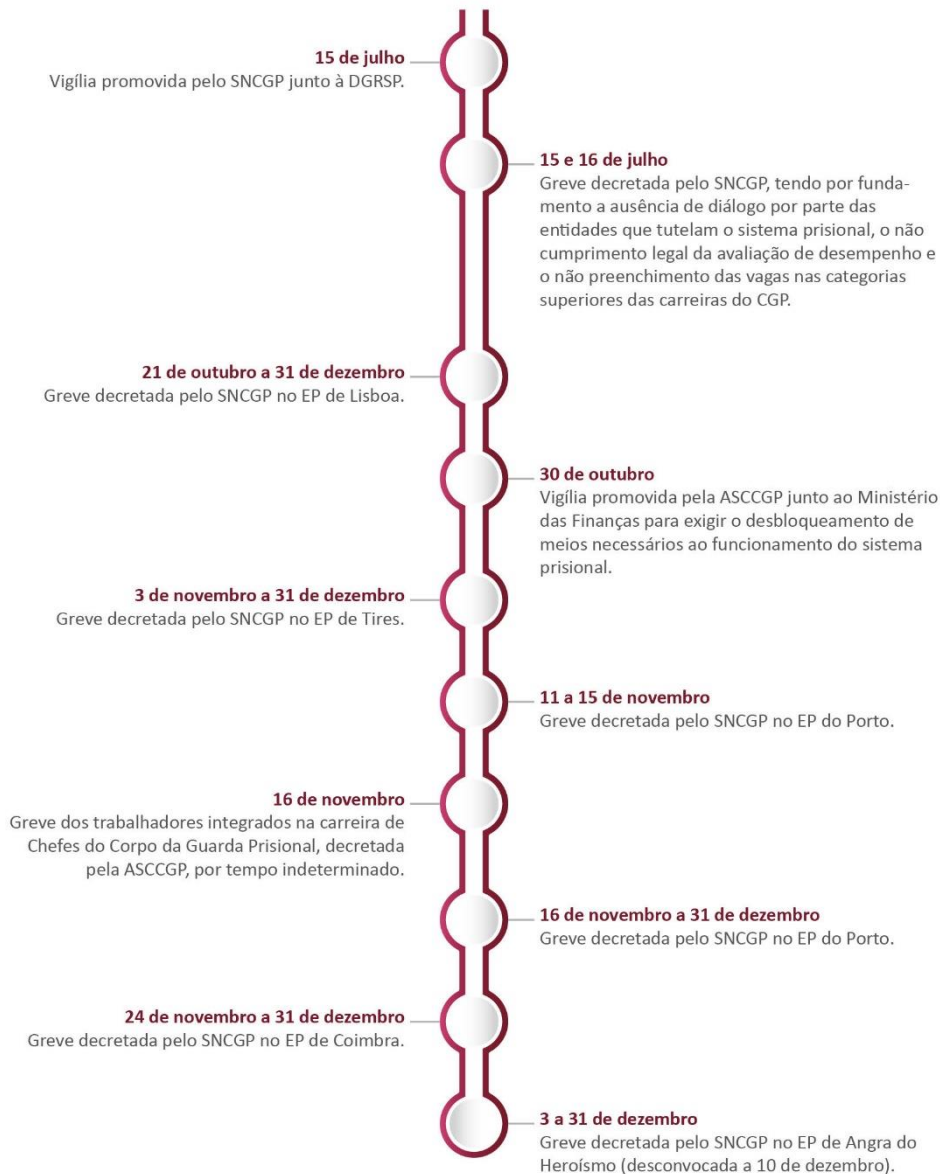 15 de julho
Vigília promovida pelo SNCGP junto à DGRSP.
15 e 16 de julho
Greve decretada pelo SNCGP, tendo por funda-
mento a ausência de diálogo por parte das
entidades que tutelam o sistema prisional, o não
cumprimento legal da avaliação de desempenho e
o não preenchimento das vagas nas categorias
superiores das carreiras do CGP.
21 de outubro a 31 de dezembro
Greve decretada pelo SNCGP no EP de Lisboa.
30 de outubro
Vigília promovida pela ASCCGP junto ao Ministério
das Finanças para exigir o desbloqueamento de
meios necessários ao funcionamento do sistema
prisional.
3 de novembro a 31 de dezembro
Greve decretada pelo SNCGP no EP de Tires.
11 a 15 de novembro
Greve decretada pelo SNCGP no EP do Porto.
16 de novembro
Greve dos trabalhadores integrados na carreira de
Chefes do Corpo da Guarda Prisional, decretada
pela ASCCGP, por tempo indeterminado.
16 de novembro a 31 de dezembro
Greve decretada pelo SNCGP no EP do Porto.
24 de novembro a 31 de dezembro
Greve decretada pelo SNCGP no EP de Coimbra.
3 a 31 de dezembro
Greve decretada pelo SNCGP no EP de Angra do
Heroísmo (desconvocada a 10 de dezembro).